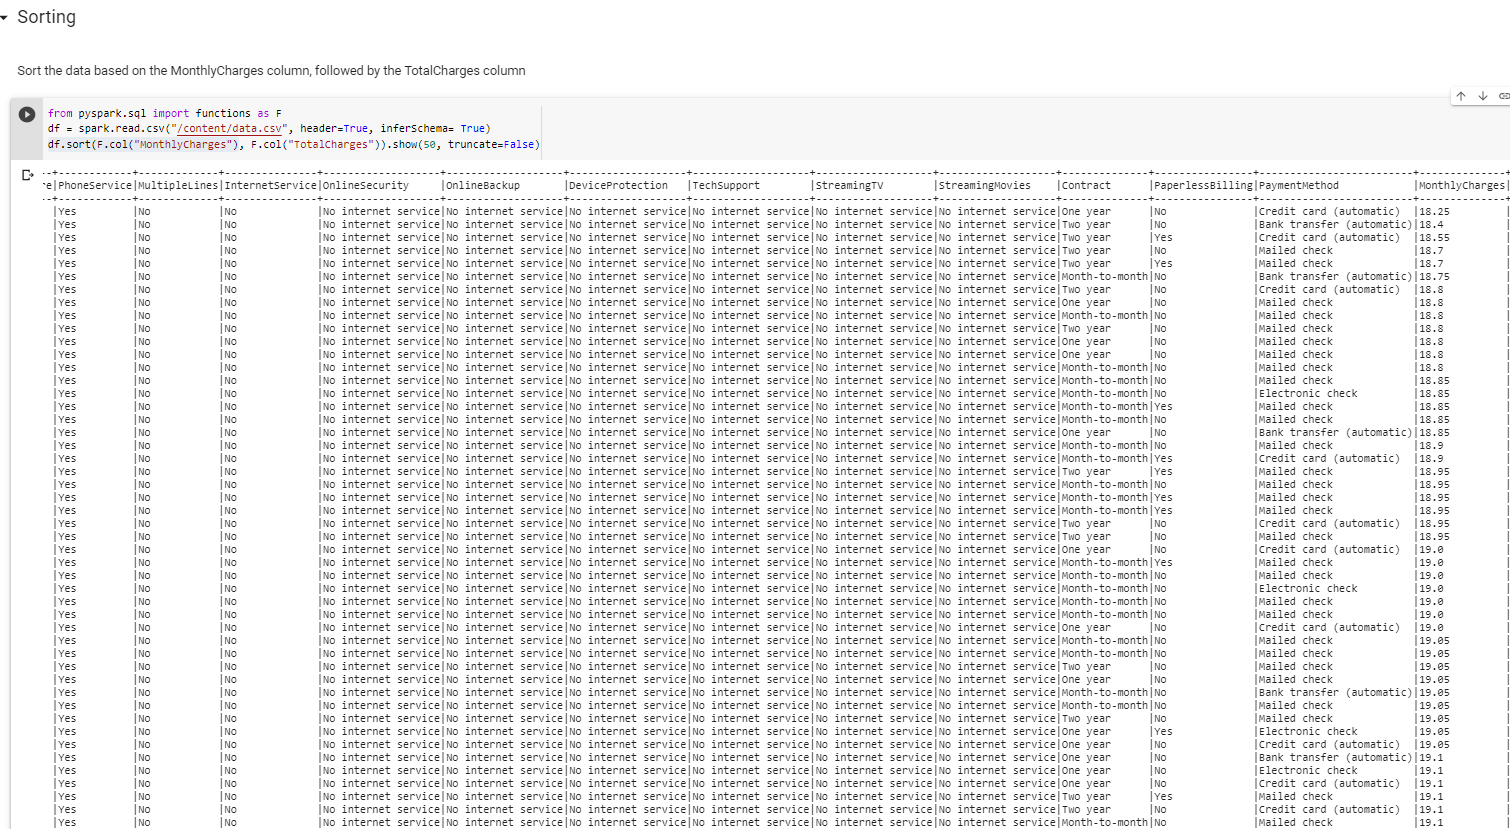 Sorting
Sort the data based on the MonthlyCharges column, followed by the TotalCharges column
from pyspark.sql import functions as F
df = spark.read.csv("/content/data.csv", header=True, inferSchema= True)
df.sort(F.col("MonthlyCharges"), F.col("TotalCharges")).show(50, truncate=False)
e|PhoneService|MultipleLines|InternetService|OnlineSecurity |OnlineBackup |DeviceProtection |TechSupport |StreamingTV |StreamingMovies |Contract |PaperlessBilling|PaymentMethod |MonthlyCharges|
|Yes |No |No |No internet service|No internet service|No internet service|No internet service|No internet service|No internet service|One year |No |Credit card (automatic) |18.25 |
|Yes |No |No |No internet service|No internet service|No internet service|No internet service|No internet service|No internet service|Two year |No |Bank transfer (automatic)|18.4 |
|Yes |No |No |No internet service|No internet service|No internet service|No internet service|No internet service|No internet service|Two year |Yes |Credit card (automatic) |18.55 |
|Yes |No |No |No internet service|No internet service|No internet service|No internet service|No internet service|No internet service|Two year |No |Mailed check |18.7 |
|Yes |No |No |No internet service|No internet service|No internet service|No internet service|No internet service|No internet service|Two year |Yes |Mailed check |18.7 |
|Yes |No |No |No internet service|No internet service|No internet service|No internet service|No internet service|No internet service|Month-to-month|No |Bank transfer (automatic)|18.75 |
|Yes |No |No |No internet service|No internet service|No internet service|No internet service|No internet service|No internet service|Two year |No |Credit card (automatic) |18.8 |
|Yes |No |No |No internet service|No internet service|No internet service|No internet service|No internet service|No internet service|One year |No |Mailed check |18.8 |
|Yes |No |No |No internet service|No internet service|No internet service|No internet service|No internet service|No internet service|Month-to-month|No |Mailed check |18.8 |
|Yes |No |No |No internet service|No internet service|No internet service|No internet service|No internet service|No internet service|Two year |No |Mailed check |18.8 |
|Yes |No |No |No internet service|No internet service|No internet service|No internet service|No internet service|No internet service|One year |No |Mailed check |18.8 |
|Yes |No |No |No internet service|No internet service|No internet service|No internet service|No internet service|No internet service|One year |No |Mailed check |18.8 |
|Yes |No |No |No internet service|No internet service|No internet service|No internet service|No internet service|No internet service|Month-to-month|No |Mailed check |18.8 |
|Yes |No |No |No internet service|No internet service|No internet service|No internet service|No internet service|No internet service|Month-to-month|No |Mailed check |18.85 |
|Yes |No |No |No internet service|No internet service|No internet service|No internet service|No internet service|No internet service|Month-to-month|No |Electronic check |18.85 |
|Yes |No |No |No internet service|No internet service|No internet service|No internet service|No internet service|No internet service|Month-to-month|Yes |Mailed check |18.85 |
|Yes |No |No |No internet service|No internet service|No internet service|No internet service|No internet service|No internet service|Month-to-month|No |Mailed check |18.85 |
|Yes |No |No |No internet service|No internet service|No internet service|No internet service|No internet service|No internet service|One year |No |Bank transfer (automatic)|18.85 |
|Yes |No |No |No internet service|No internet service|No internet service|No internet service|No internet service|No internet service|Month-to-month|No |Mailed check |18.9 |
|Yes |No |No |No internet service|No internet service|No internet service|No internet service|No internet service|No internet service|Month-to-month|Yes |Credit card (automatic) |18.9 |
|Yes |No |No |No internet service|No internet service|No internet service|No internet service|No internet service|No internet service|Two year |Yes |Mailed check |18.95 |
|Yes |No |No |No internet service|No internet service|No internet service|No internet service|No internet service|No internet service|Month-to-month|No |Mailed check |18.95 |
|Yes |No |No |No internet service|No internet service|No internet service|No internet service|No internet service|No internet service|Month-to-month|Yes |Mailed check |18.95 |
|Yes |No |No |No internet service|No internet service|No internet service|No internet service|No internet service|No internet service|Month-to-month|Yes |Mailed check |18.95 |
|Yes |No |No |No internet service|No internet service|No internet service|No internet service|No internet service|No internet service|Two year |No |Credit card (automatic) |18.95 |
|Yes |No |No |No internet service|No internet service|No internet service|No internet service|No internet service|No internet service|Two year |No |Mailed check |18.95 |
|Yes |No |No |No internet service|No internet service|No internet service|No internet service|No internet service|No internet service|One year |No |Credit card (automatic) |19.0 |
|Yes |No |No |No internet service|No internet service|No internet service|No internet service|No internet service|No internet service|Month-to-month|Yes |Mailed check |19.0 |
|Yes |No |No |No internet service|No internet service|No internet service|No internet service|No internet service|No internet service|Month-to-month|No |Mailed check |19.0 |
|Yes |No |No |No internet service|No internet service|No internet service|No internet service|No internet service|No internet service|Month-to-month|No |Electronic check |19.0 |
|Yes |No |No |No internet service|No internet service|No internet service|No internet service|No internet service|No internet service|Month-to-month|No |Mailed check |19.0 |
|Yes |No |No |No internet service|No internet service|No internet service|No internet service|No internet service|No internet service|Month-to-month|No |Mailed check |19.0 |
|Yes |No |No |No internet service|No internet service|No internet service|No internet service|No internet service|No internet service|One year |No |Credit card (automatic) |19.0 |
|Yes |No |No |No internet service|No internet service|No internet service|No internet service|No internet service|No internet service|Month-to-month|No |Mailed check |19.05 |
|Yes |No |No |No internet service|No internet service|No internet service|No internet service|No internet service|No internet service|Month-to-month|No |Mailed check |19.05 |
|Yes |No |No |No internet service|No internet service|No internet service|No internet service|No internet service|No internet service|Two year |No |Mailed check |19.05 |
|Yes |No |No |No internet service|No internet service|No internet service|No internet service|No internet service|No internet service|One year |No |Mailed check |19.05 |
|Yes |No |No |No internet service|No internet service|No internet service|No internet service|No internet service|No internet service|Month-to-month|No |Bank transfer (automatic)|19.05 |
|Yes |No |No |No internet service|No internet service|No internet service|No internet service|No internet service|No internet service|Month-to-month|No |Mailed check |19.05 |
|Yes |No |No |No internet service|No internet service|No internet service|No internet service|No internet service|No internet service|Two year |No |Mailed check |19.05 |
|Yes |No |No |No internet service|No internet service|No internet service|No internet service|No internet service|No internet service|One year |Yes |Electronic check |19.05 |
|Yes |No |No |No internet service|No internet service|No internet service|No internet service|No internet service|No internet service|One year |No |Credit card (automatic) |19.05 |
|Yes |No |No |No internet service|No internet service|No internet service|No internet service|No internet service|No internet service|One year |No |Bank transfer (automatic)|19.1 |
|Yes |No |No |No internet service|No internet service|No internet service|No internet service|No internet service|No internet service|One year |No |Electronic check |19.1 |
|Yes |No |No |No internet service|No internet service|No internet service|No internet service|No internet service|No internet service|One year |No |Credit card (automatic) |19.1 |
|Yes |No |No |No internet service|No internet service|No internet service|No internet service|No internet service|No internet service|Two year |Yes |Mailed check |19.1 |
|Yes |No |No |No internet service|No internet service|No internet service|No internet service|No internet service|No internet service|Two year |No |Credit card (automatic) |19.1 |
|Yes |No |No |No internet service|No internet service|No internet service|No internet service|No internet service|No internet service|Month-to-month|No |Mailed check |19.1 |